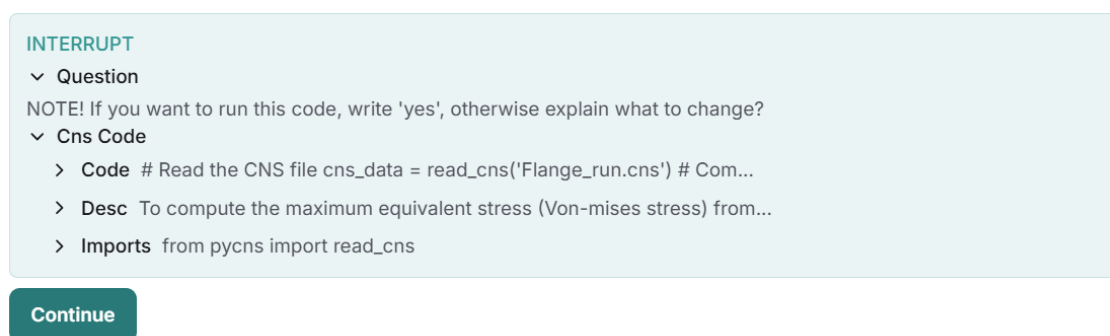 INTERRUPT
Question
NOTE! If you want to run this code, write 'yes', otherwise explain what to change?
Cns Code
Code # Read the CNS file cns_data = read_cns('Flange_run.cns') # Com...
Desc To compute the maximum equivalent stress (Von-mises stress) from...
Imports from pycns import read_cns
Continue